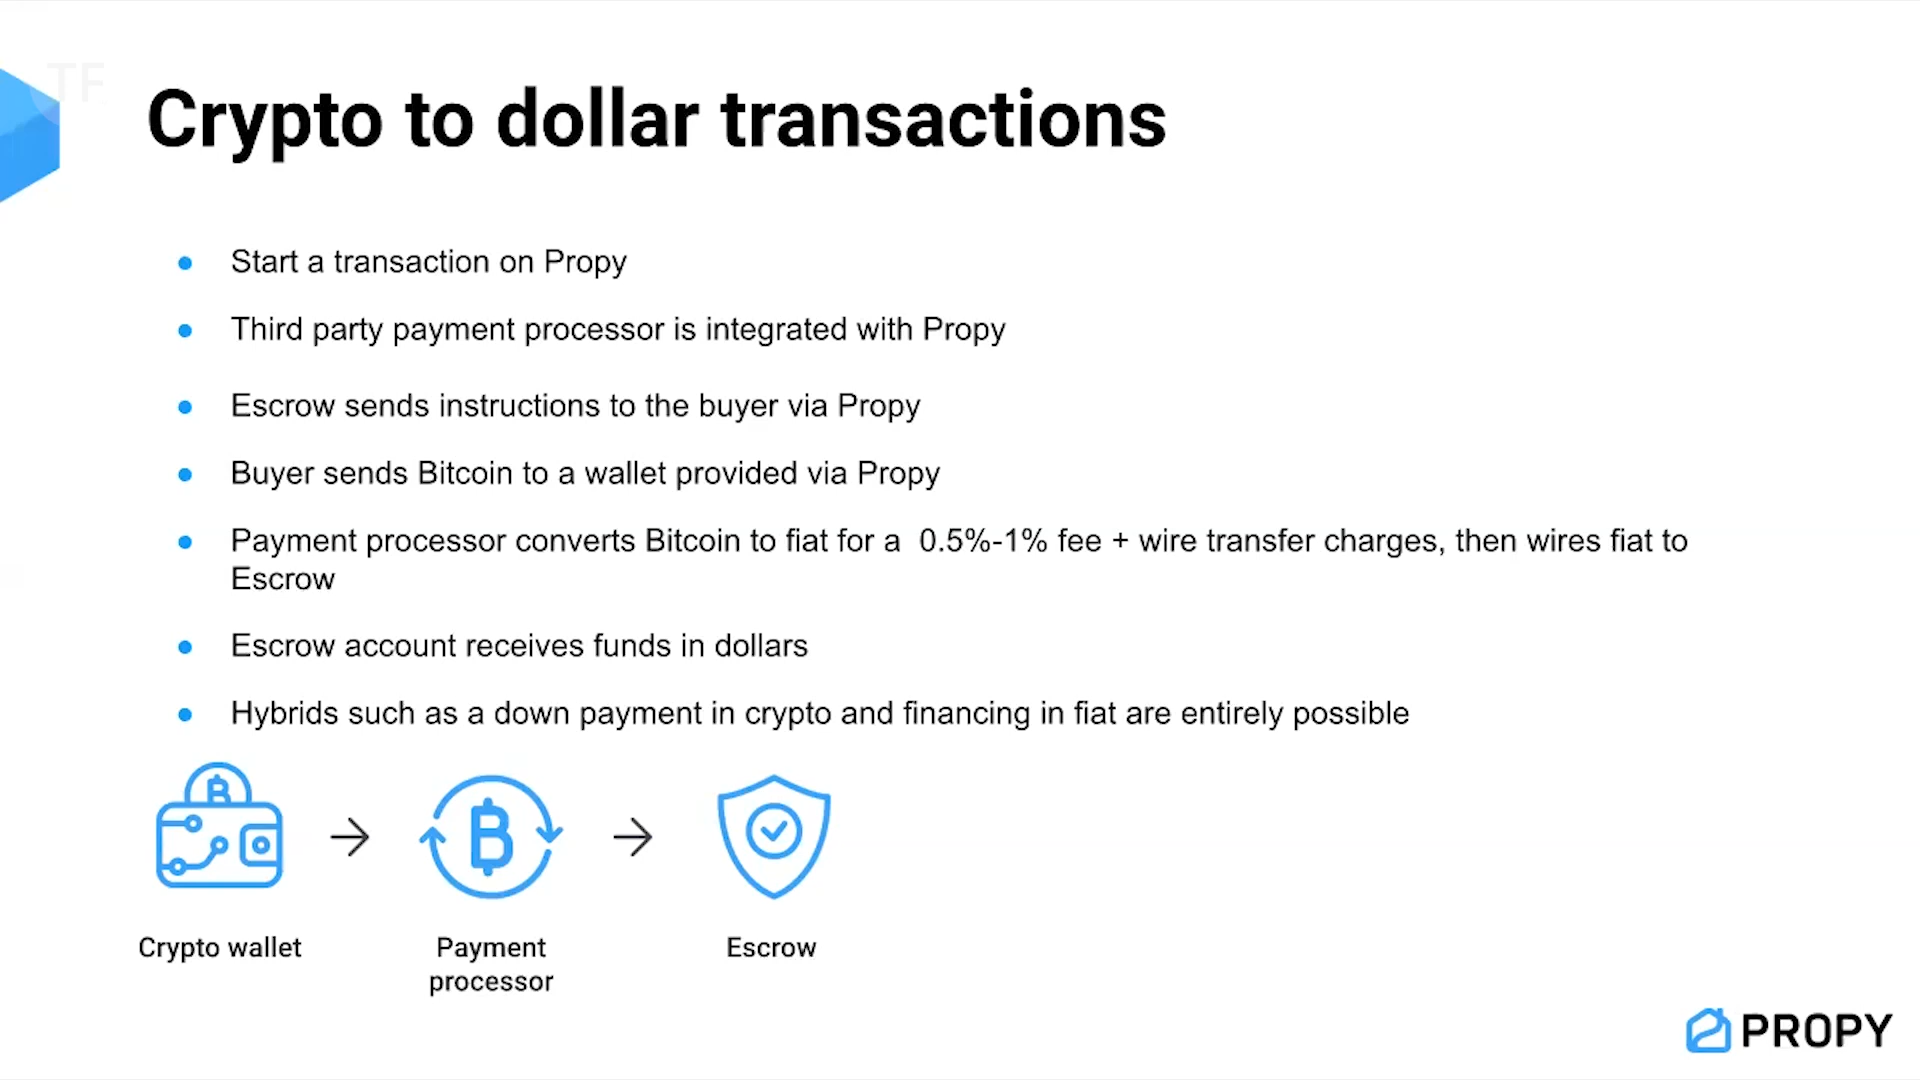 TF
Crypto to dollar transactions
Start a transaction on Propy
Third party payment processor is integrated with Propy
Escrow sends instructions to the buyer via Propy
Buyer sends Bitcoin to a wallet provided via Propy
Payment processor converts Bitcoin to fiat for a  0.5%-1% fee + wire transfer charges, then wires fiat to
Escrow
Escrow account receives funds in dollars
Hybrids such as a down payment in crypto and financing in fiat are entirely possible
Crypto wallet
Payment
processor
Escrow
PROPY